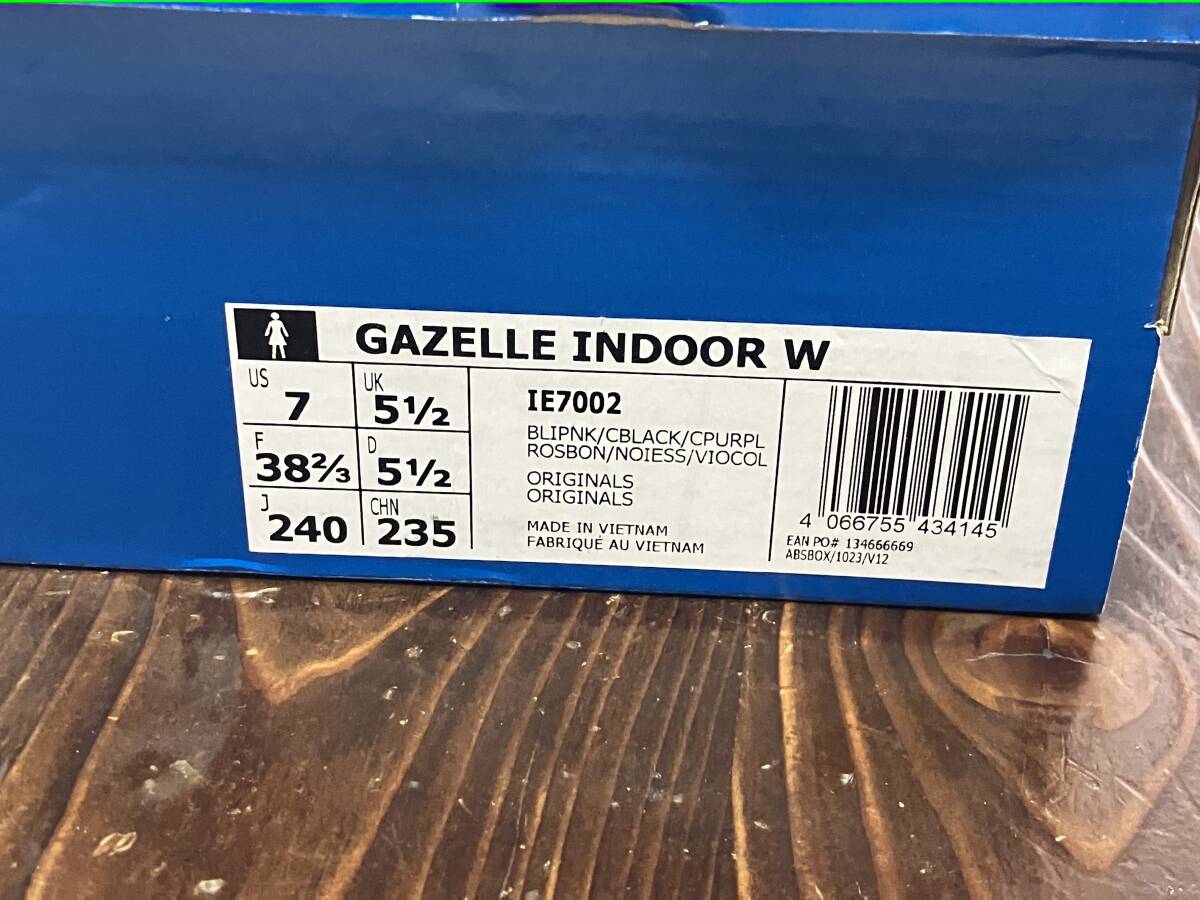 GAZELLE INDOOR W
US
7
UK
5½
F
38⅔
D
5½
J
240
CHN
235
IE7002
BLIPNK/CBLACK/CPURPL
ROSBON/NOIESS/VIOCOL
ORIGINALS
ORIGINALS
MADE IN VIETNAM
FABRIQUÉ AU VIETNAM
4 066755 434145
EAN PO# 134666669
ABSBOX/1023/V12